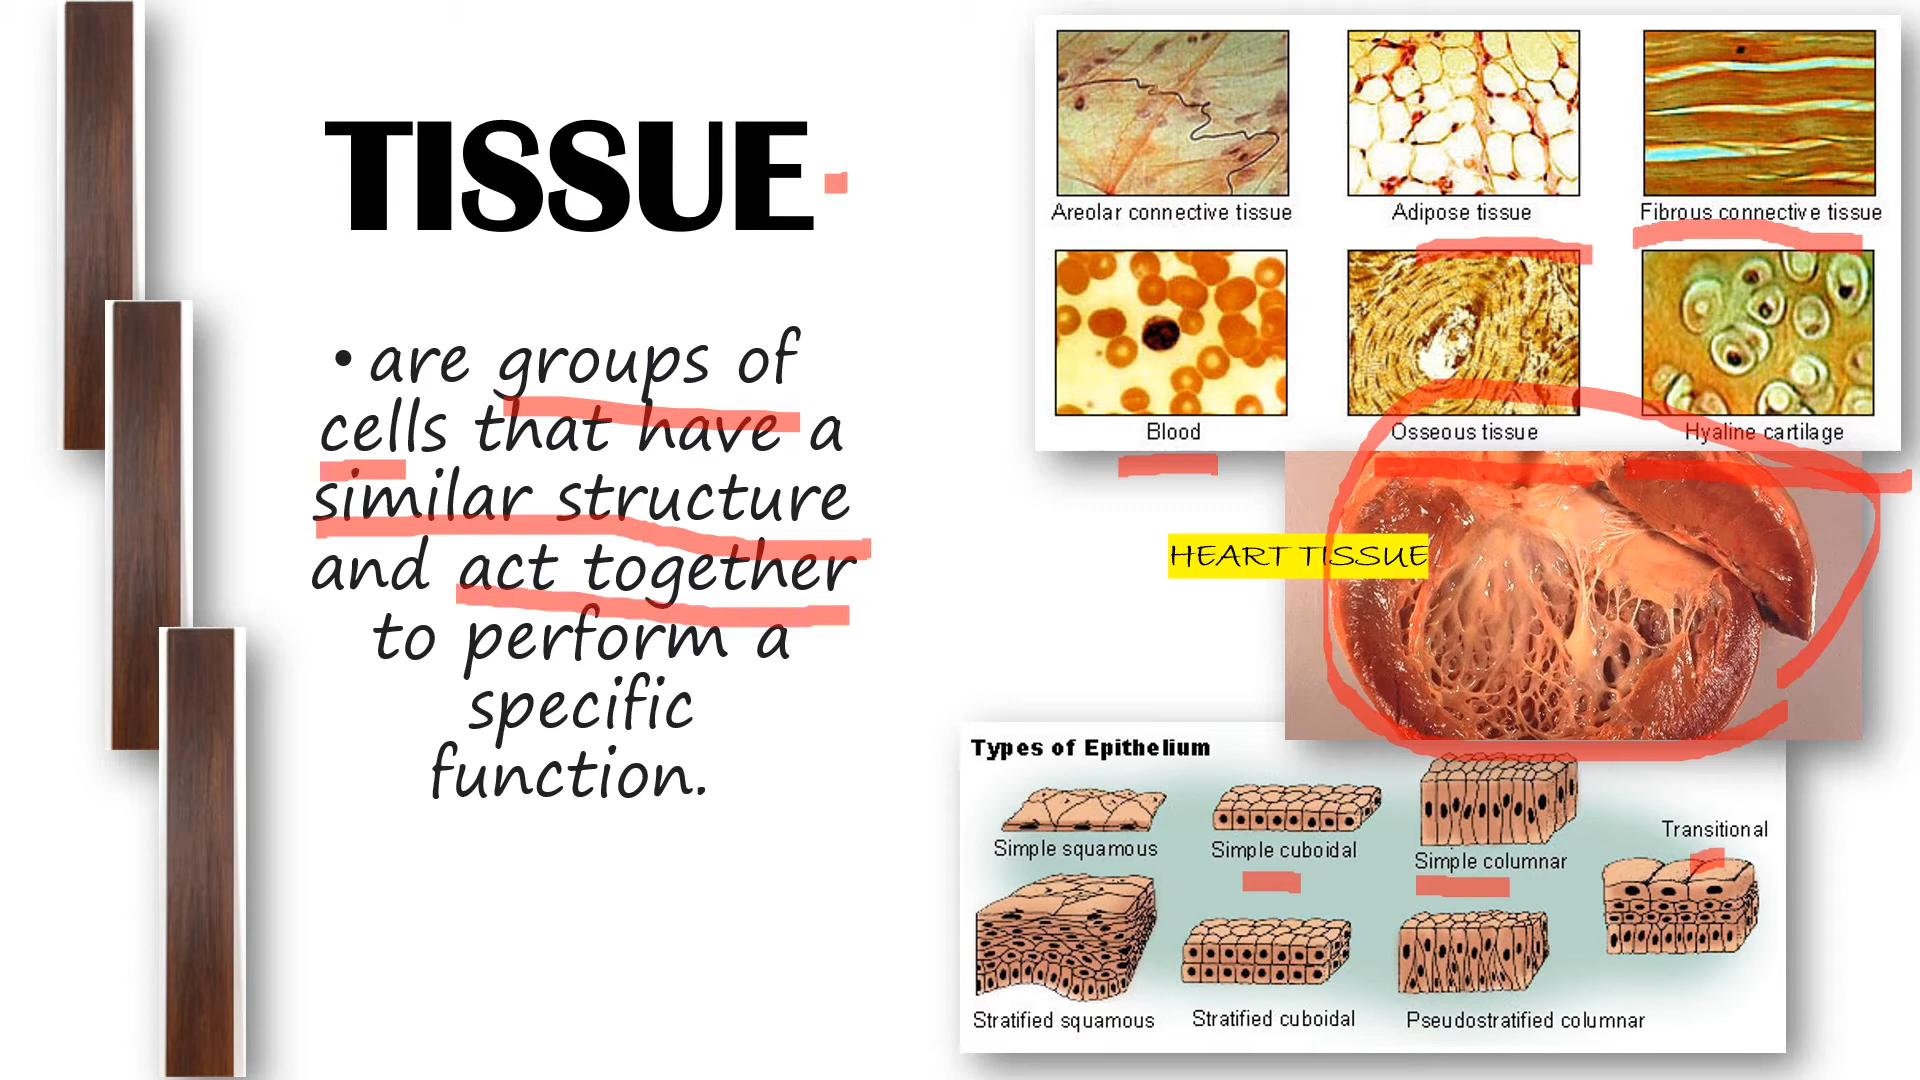 TISSUE
• are groups of
cells that have a
similar structure
and act together
to perform a
specific
function.
Areolar connective tissue
Adipose tissue
Fibrous connective tissue
Blood
Osseous tissue
Hyaline cartilage
HEART TISSUE
Types of Epithelium
Simple squamous
Simple cuboidal
Simple columnar
Transitional
Stratified squamous
Stratified cuboidal
Pseudostratified columnar